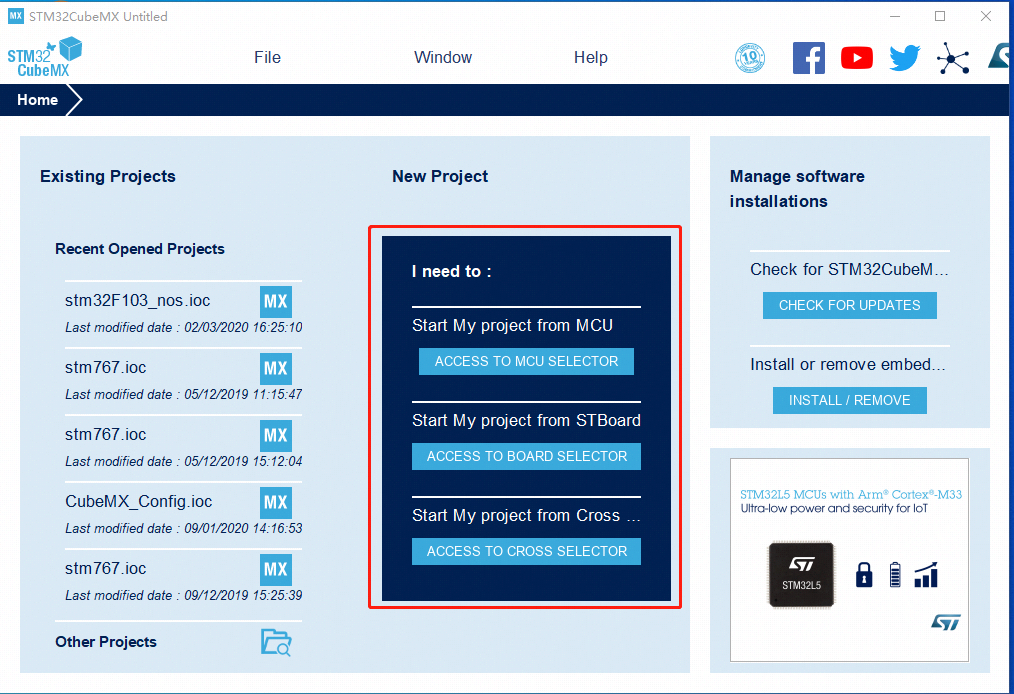 MX STM32CubeMX Untitled
STM32
CubeMX
File
Window
Help
10
Home
Existing Projects
Recent Opened Projects
stm32F103_nos.ioc
MX
Last modified date : 02/03/2020 16:25:10
stm767.ioc
MX
Last modified date : 05/12/2019 11:15:47
stm767.ioc
MX
Last modified date : 05/12/2019 15:12:04
CubeMX_Config.ioc
MX
Last modified date : 09/01/2020 14:16:53
stm767.ioc
MX
Last modified date : 09/12/2019 15:25:39
Other Projects
New Project
I need to :
Start My project from MCU
ACCESS TO MCU SELECTOR
Start My project from STBoard
ACCESS TO BOARD SELECTOR
Start My project from Cross ...
ACCESS TO CROSS SELECTOR
Manage software
installations
Check for STM32CubeM...
CHECK FOR UPDATES
Install or remove embed...
INSTALL / REMOVE
STM32L5 MCUs with Arm® Cortex®-M33
Ultra-low power and security for IoT
ST
STM32L5
ST